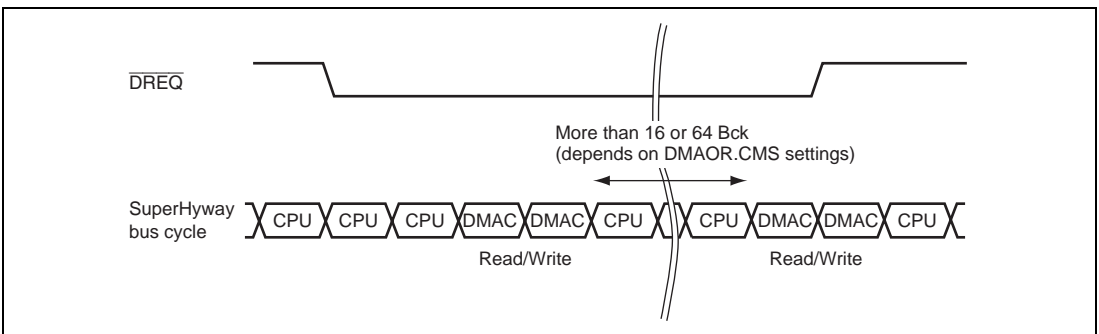 DREQ
More than 16 or 64 Bck
(depends on DMAOR.CMS settings)
SuperHyway
bus cycle
CPU CPU CPU DMAC DMAC CPU CPU DMAC DMAC CPU
Read/Write Read/Write